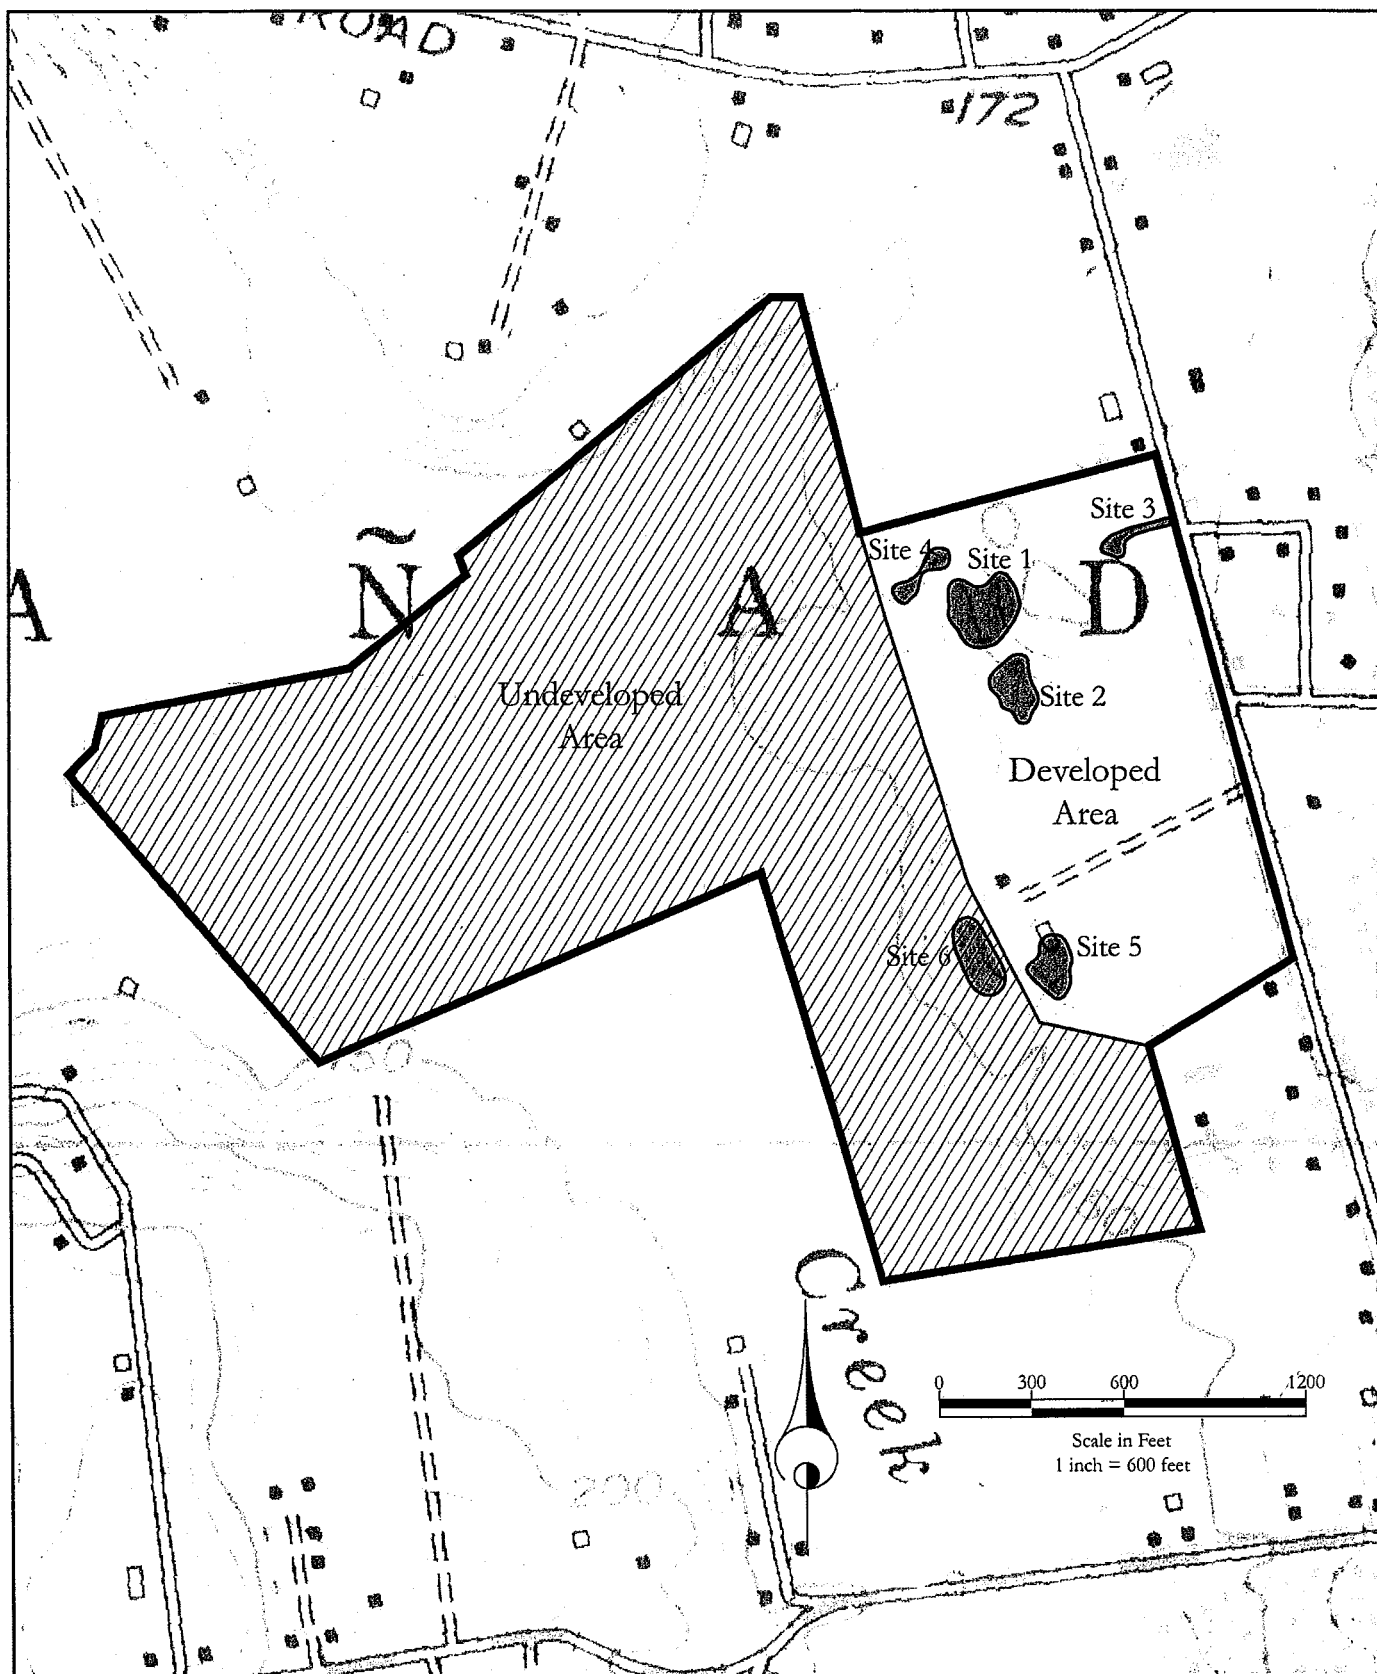 ROAD
172
Site 3
Site 4
Site 1
A
Ñ
A
D
Undeveloped
Area
Site 2
Developed
Area
Site 6
Site 5
Creek
0 300 600 1200
Scale in Feet
1 inch = 600 feet
200